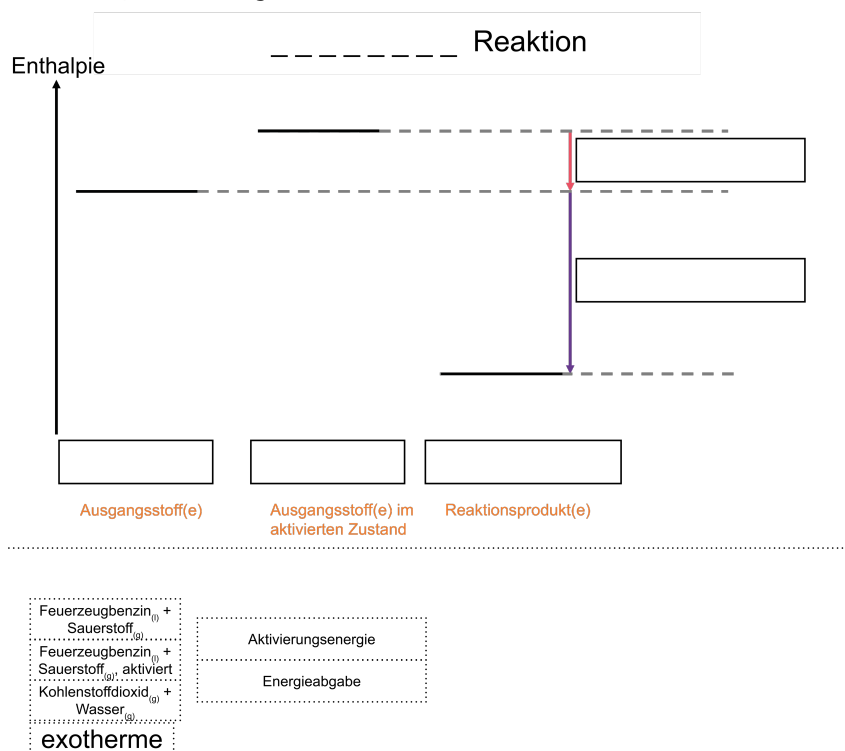 _ _ _ _ _ _ _ _ Reaktion
Enthalpie
Ausgangsstoff(e)
Ausgangsstoff(e) im
aktivierten Zustand
Reaktionsprodukt(e)
Feuerzeugbenzin(l) +
Sauerstoff(g)
Feuerzeugbenzin(l) +
Sauerstoff(g), aktiviert
Kohlenstoffdioxid(g) +
Wasser(g)
exotherme
Aktivierungsenergie
Energieabgabe